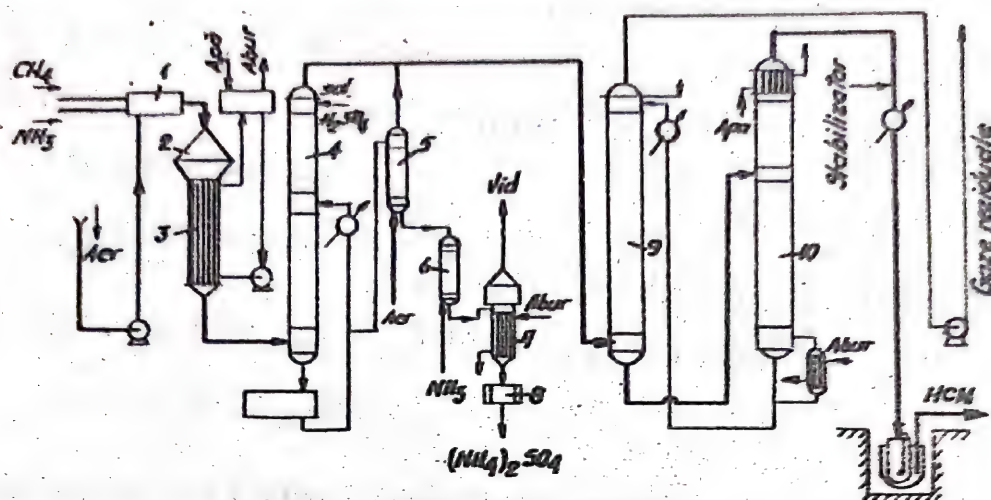 CH4
NH3
Aer
1
2
3
Apă
Abur
sol.
H2SO4
4
5
Aer
6
NH3
Vid
Abur
7
8
(NH4)2SO4
9
Apă
10
Abur
Stabilizator
Gaze reziduale
HCN